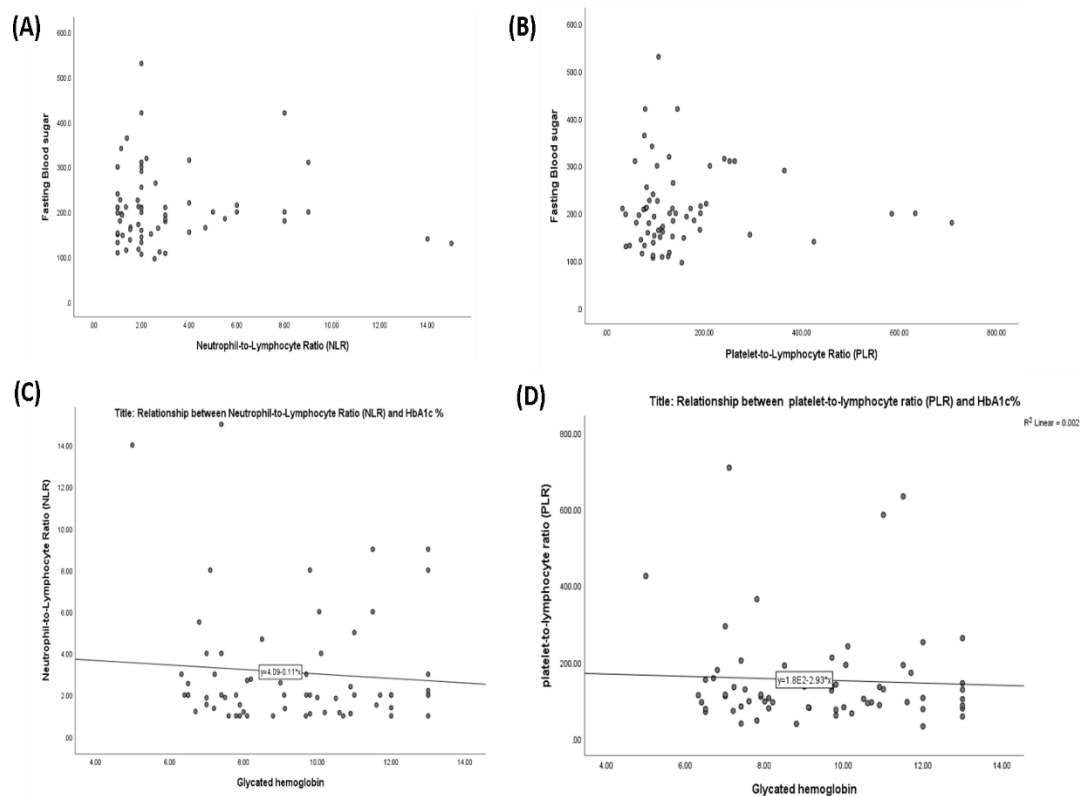 (A)
600.0
500.0
400.0
300.0
200.0
100.0
.0
Fasting Blood sugar
.00 2.00 4.00 6.00 8.00 10.00 12.00 14.00
Neutrophil-to-Lymphocyte Ratio (NLR)
(B)
600.0
500.0
400.0
300.0
200.0
100.0
.0
Fasting Blood sugar
.00 200.00 400.00 600.00 800.00
Platelet-to-Lymphocyte Ratio (PLR)
(C)
Title: Relationship between Neutrophil-to-Lymphocyte Ratio (NLR) and HbA1c %
14.00
12.00
10.00
8.00
6.00
4.00
2.00
.00
Neutrophil-to-Lymphocyte Ratio (NLR)
y=4.09-0.11*x
4.00 6.00 8.00 10.00 12.00 14.00
Glycated hemoglobin
(D)
Title: Relationship between platelet-to-lymphocyte ratio (PLR) and HbA1c%
R² Linear = 0.002
800.00
600.00
400.00
200.00
.00
platelet-to-lymphocyte ratio (PLR)
y=1.8E2-2.93*x
4.00 6.00 8.00 10.00 12.00 14.00
Glycated hemoglobin